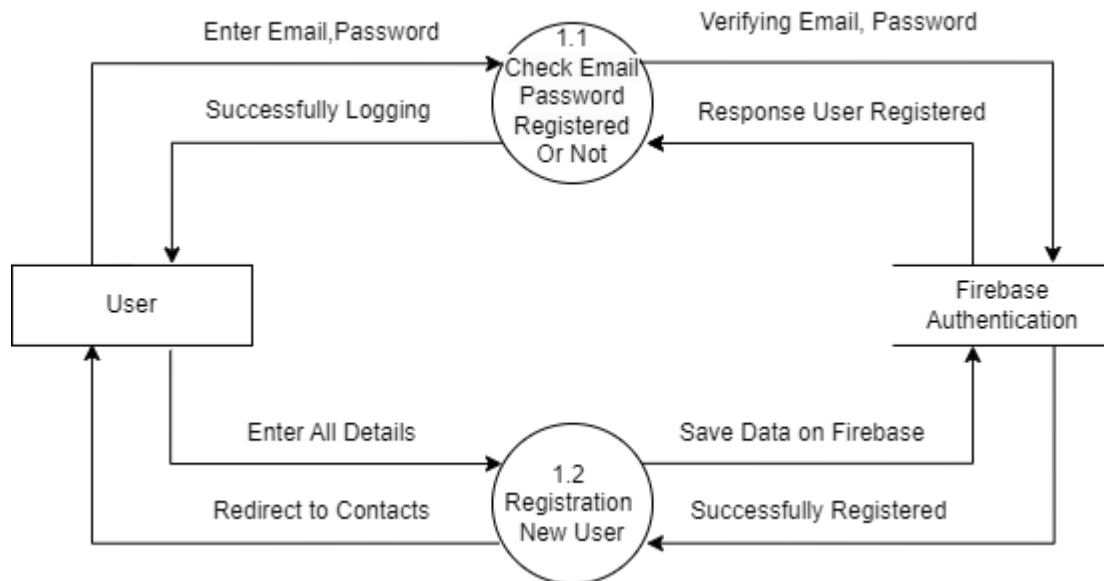 Enter Email,Password
1.1
Check Email
Password
Registered
Or Not
Verifying Email, Password
Successfully Logging
Response User Registered
User
Firebase
Authentication
Enter All Details
Save Data on Firebase
1.2
Registration
New User
Redirect to Contacts
Successfully Registered